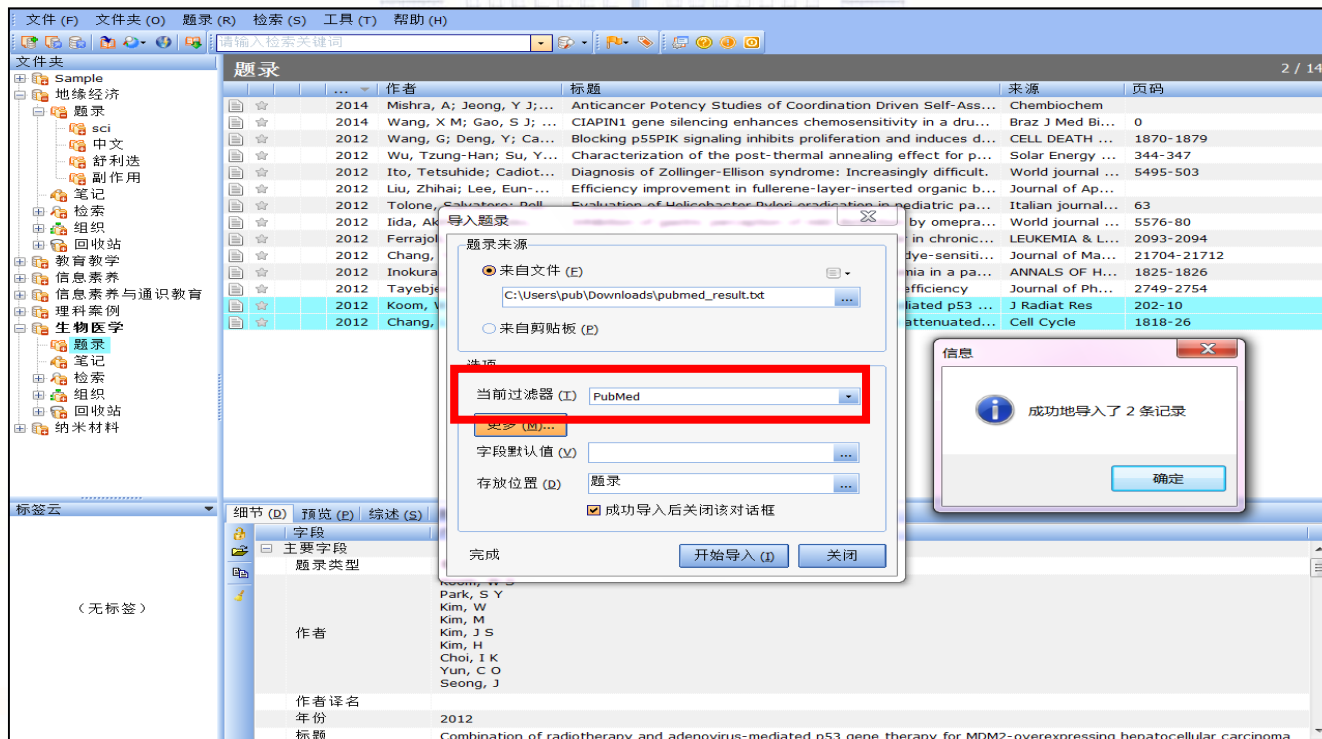 文件 (F) 文件夹 (O) 题录 (R) 检索 (S) 工具 (T) 帮助 (H)
请输入检索关键词
文件夹
Sample
地缘经济
题录
sci
中文
舒利迭
副作用
笔记
检索
组织
回收站
教育教学
信息素养
信息素养与通识教育
理科案例
生物医学
题录
笔记
检索
组织
回收站
纳米材料
标签云
(无标签)
题录 2 / 14
... 作者 标题 来源 页码
2014 Mishra, A; Jeong, Y J;... Anticancer Potency Studies of Coordination Driven Self-Ass... Chembiochem
2014 Wang, X M; Gao, S J; ... CIAPIN1 gene silencing enhances chemosensitivity in a dru... Braz J Med Bi... 0
2012 Wang, G; Deng, Y; Ca... Blocking p55PIK signaling inhibits proliferation and induces d... CELL DEATH ... 1870-1879
2012 Wu, Tzung-Han; Su, Y... Characterization of the post-thermal annealing effect for p... Solar Energy ... 344-347
2012 Ito, Tetsuhide; Cadiot... Diagnosis of Zollinger-Ellison syndrome: Increasingly difficult. World journal ... 5495-503
2012 Liu, Zhihai; Lee, Eun-... Efficiency improvement in fullerene-layer-inserted organic b... Journal of Ap...
2012 Tolone, Salvatore; Pell... Evaluation of Helicobacter Pylori eradication in pediatric pa... Italian journal... 63
2012 Iida, Ak by omepra... World journal ... 5576-80
2012 Ferrajol in chronic... LEUKEMIA & L... 2093-2094
2012 Chang, dye-sensiti... Journal of Ma... 21704-21712
2012 Inokura mia in a pa... ANNALS OF H... 1825-1826
2012 Tayebje efficiency Journal of Ph... 2749-2754
2012 Koom, liated p53 ... J Radiat Res 202-10
2012 Chang, attenuated... Cell Cycle 1818-26
导入题录
题录来源
来自文件 (F)
C:\Users\pub\Downloads\pubmed_result.txt ...
来自剪贴板 (P)
选项
当前过滤器 (T) PubMed
更多 (M)...
字段默认值 (V) ...
存放位置 (D) 题录 ...
成功导入后关闭该对话框
完成 开始导入 (I) 关闭
信息
成功地导入了 2 条记录
确定
细节 (D) 预览 (P) 综述 (S)
字段
主要字段
题录类型
作者
Koom, W S
Park, S Y
Kim, W
Kim, M
Kim, J S
Kim, H
Choi, I K
Yun, C O
Seong, J
作者译名
年份 2012
标题 Combination of radiotherapy and adenovirus-mediated p53 gene therapy for MDM2-overexpressing hepatocellular carcinoma